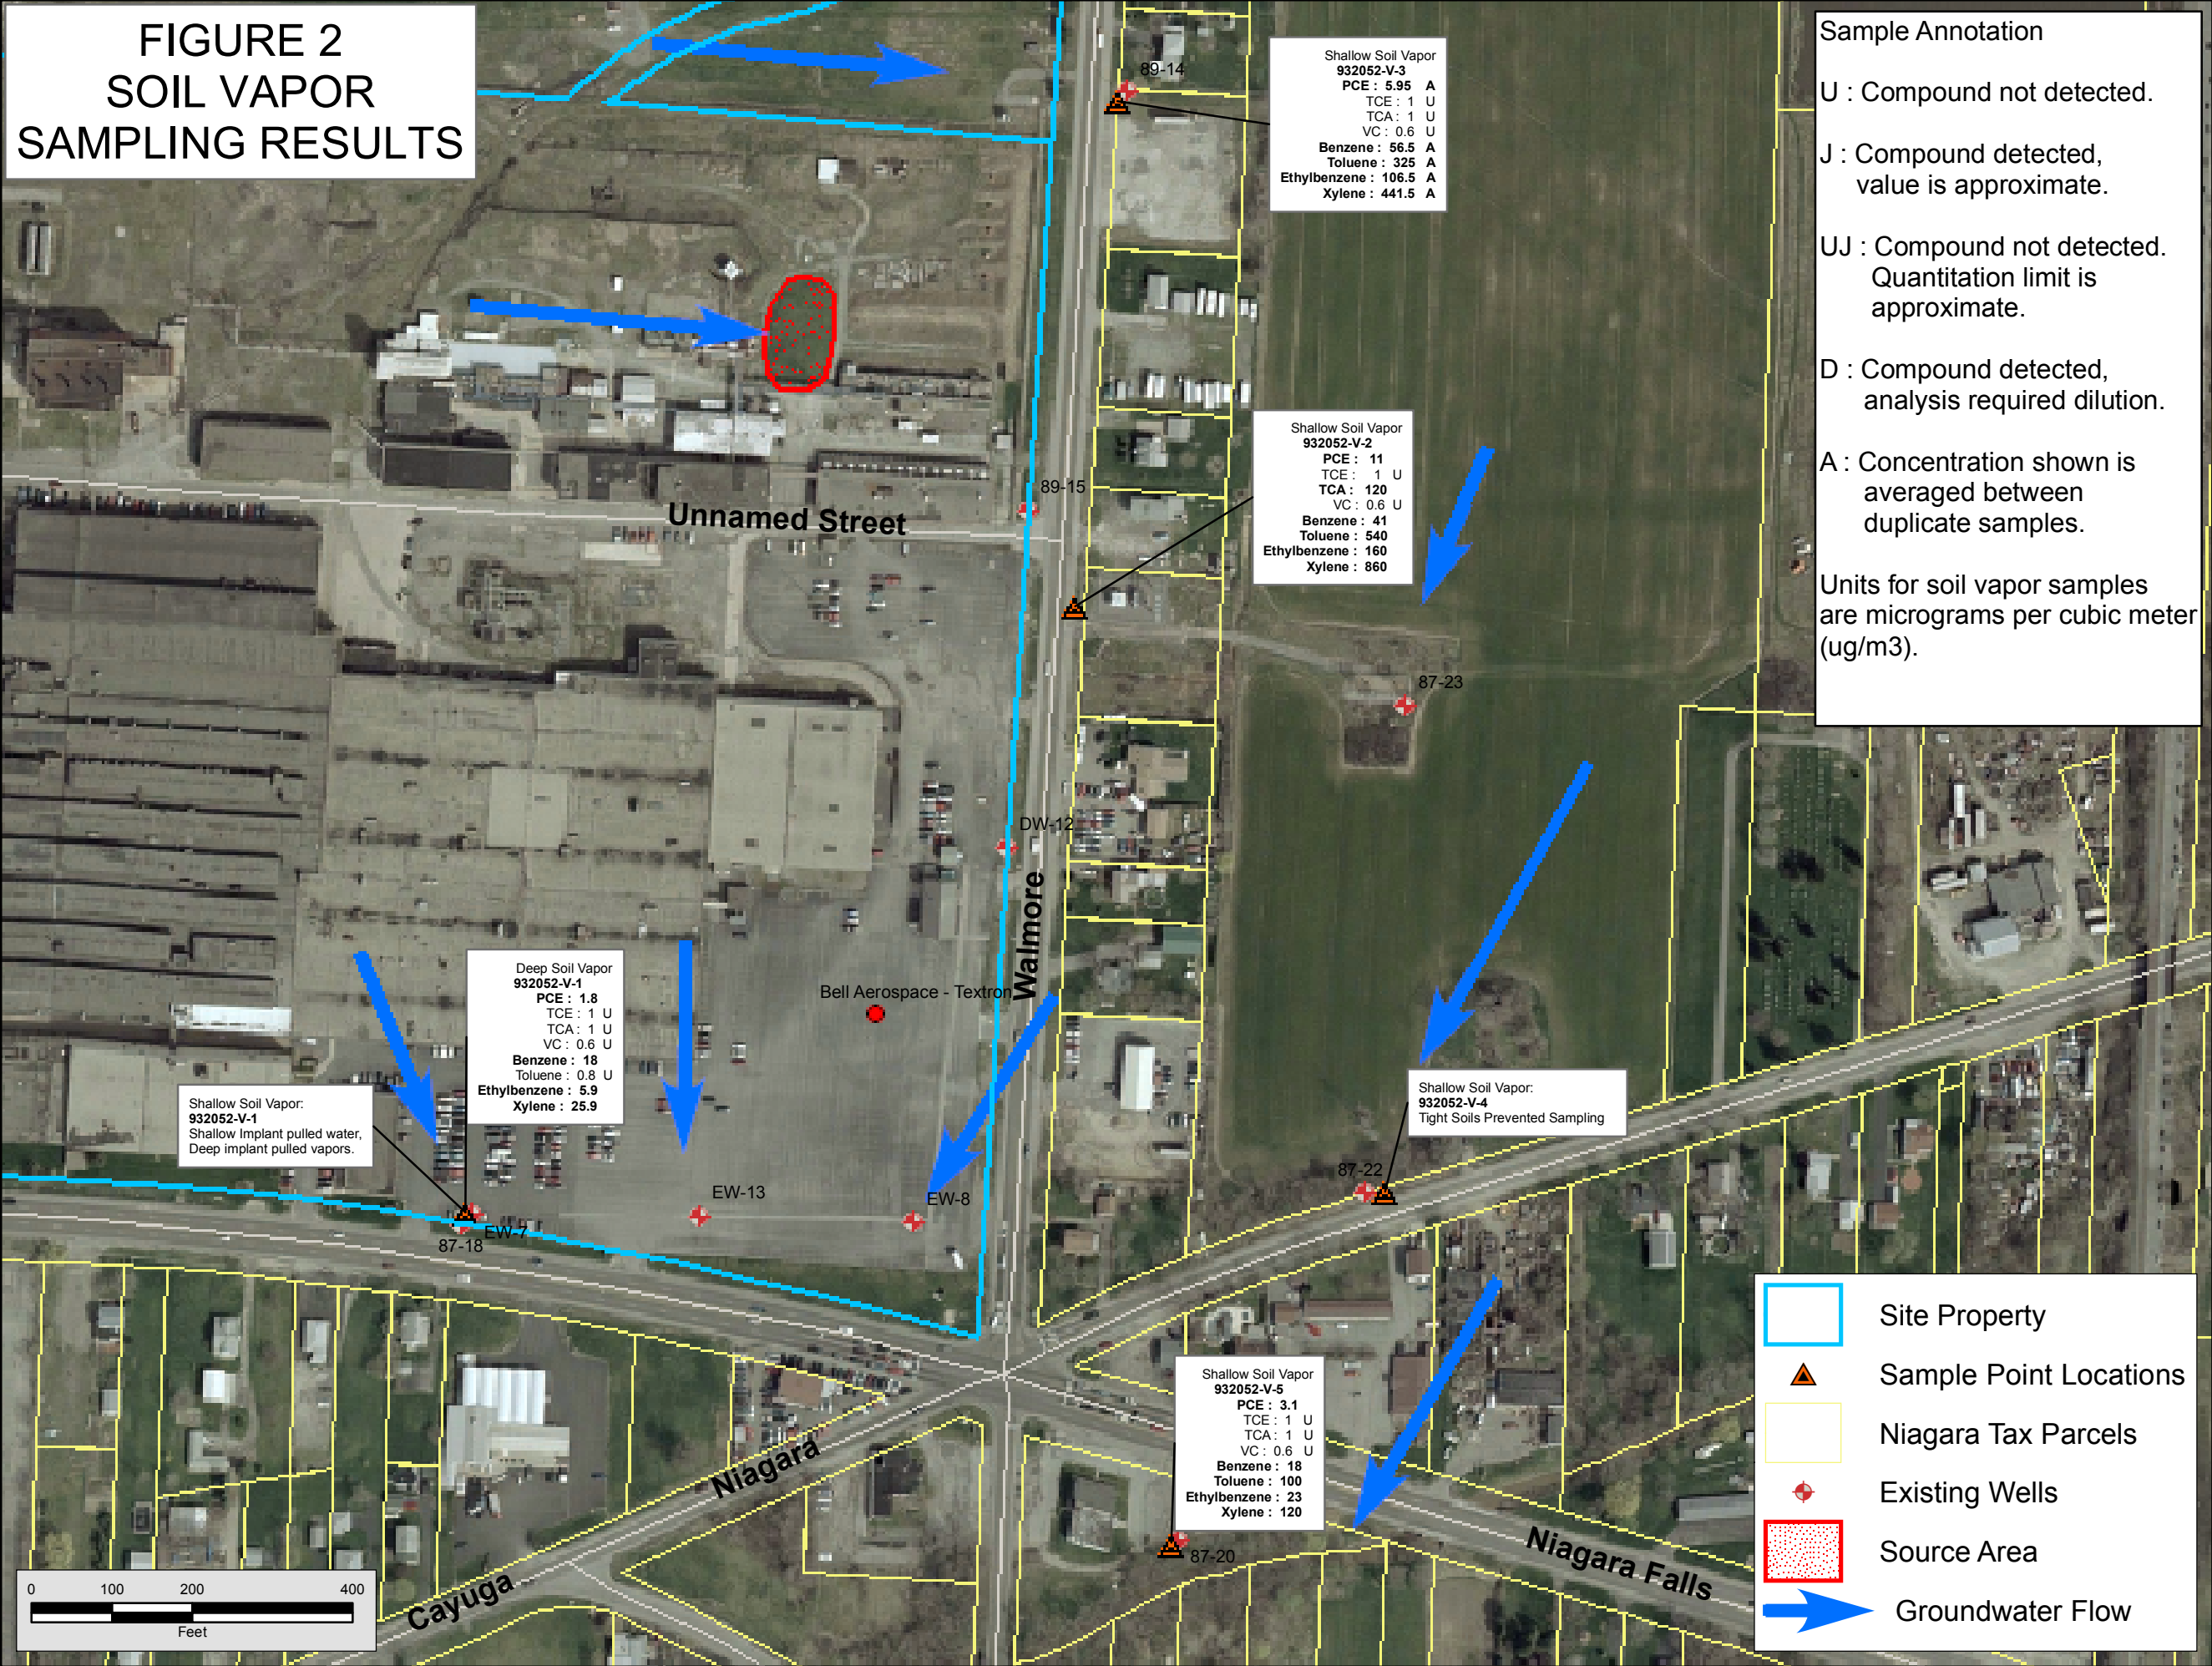 FIGURE 2
SOIL VAPOR
SAMPLING RESULTS
89-14
Shallow Soil Vapor
932052-V-3
PCE : 5.95 A
TCE : 1 U
TCA : 1 U
VC : 0.6 U
Benzene : 56.5 A
Toluene : 325 A
Ethylbenzene : 106.5 A
Xylene : 441.5 A
Sample Annotation
U : Compound not detected.
J : Compound detected,
value is approximate.
UJ : Compound not detected.
Quantitation limit is
approximate.
D : Compound detected,
analysis required dilution.
A : Concentration shown is
averaged between
duplicate samples.
Units for soil vapor samples
are micrograms per cubic meter
(ug/m3).
Shallow Soil Vapor
932052-V-2
PCE : 11
TCE : 1 U
TCA : 120
VC : 0.6 U
Benzene : 41
Toluene : 540
Ethylbenzene : 160
Xylene : 860
89-15
Unnamed Street
87-23
DW-12
Walmore
Bell Aerospace - Textron
Deep Soil Vapor
932052-V-1
PCE : 1.8
TCE : 1 U
TCA : 1 U
VC : 0.6 U
Benzene : 18
Toluene : 0.8 U
Ethylbenzene : 5.9
Xylene : 25.9
Shallow Soil Vapor:
932052-V-1
Shallow Implant pulled water,
Deep implant pulled vapors.
Shallow Soil Vapor:
932052-V-4
Tight Soils Prevented Sampling
87-22
EW-13
EW-8
EW-7
87-18
Shallow Soil Vapor
932052-V-5
PCE : 3.1
TCE : 1 U
TCA : 1 U
VC : 0.6 U
Benzene : 18
Toluene : 100
Ethylbenzene : 23
Xylene : 120
87-20
Niagara
Cayuga
Niagara Falls
0 100 200 400
Feet
Site Property
Sample Point Locations
Niagara Tax Parcels
Existing Wells
Source Area
Groundwater Flow